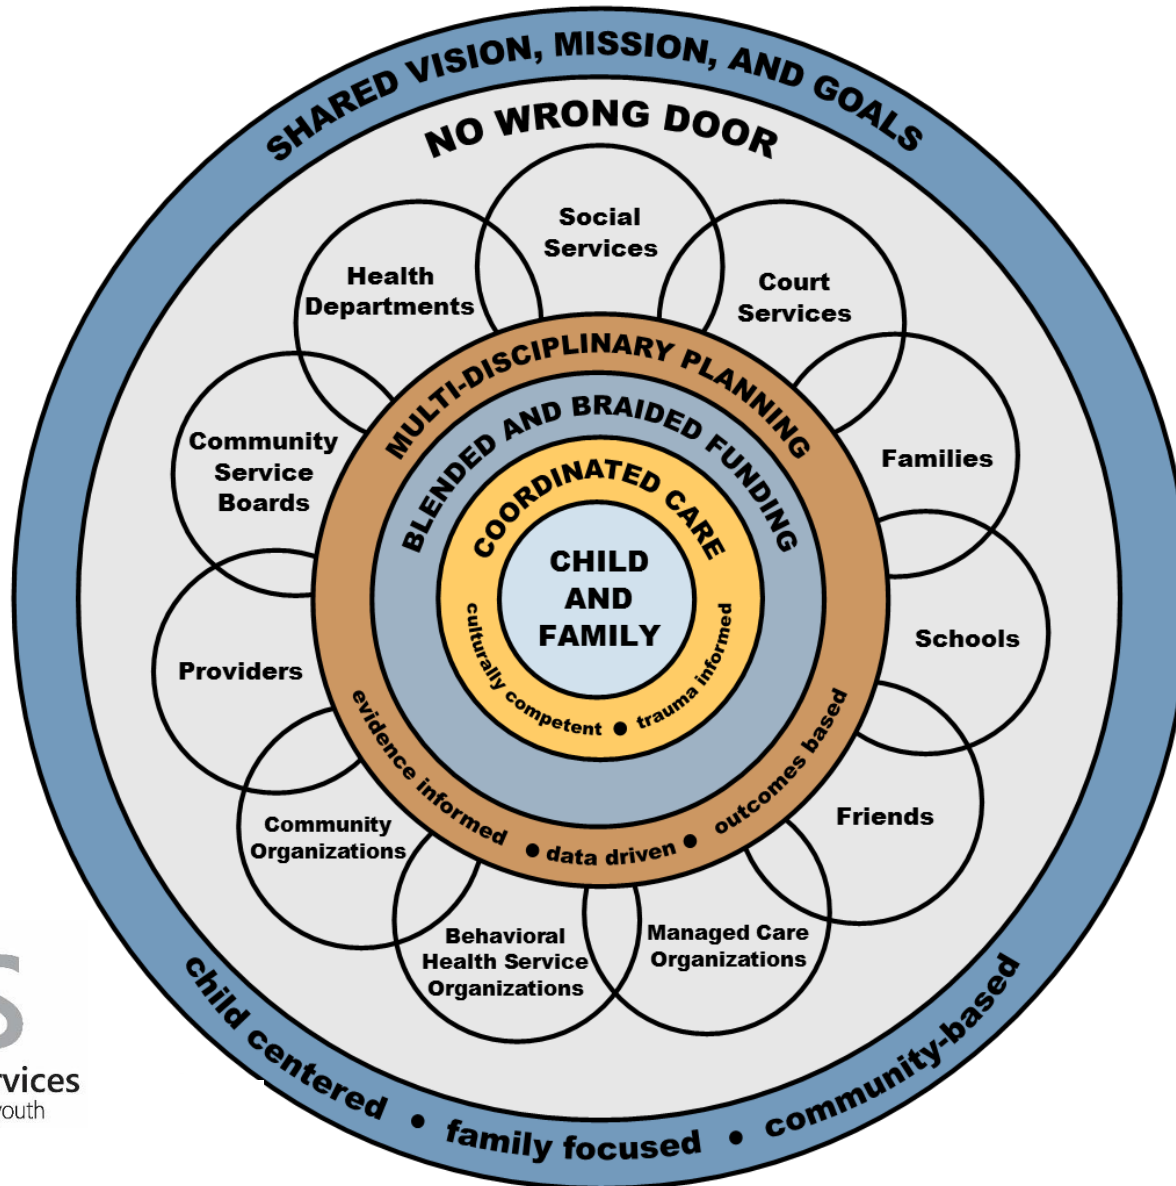 SHARED VISION, MISSION, AND GOALS
NO WRONG DOOR
Social
Services
Court
Services
Families
Schools
Friends
Managed Care
Organizations
Behavioral
Health Service
Organizations
Community
Organizations
Providers
Community
Service
Boards
Health
Departments
MULTI-DISCIPLINARY PLANNING
BLENDED AND BRAIDED FUNDING
COORDINATED CARE
CHILD
AND
FAMILY
culturally competent ● trauma informed
evidence informed ● data driven ● outcomes based
child centered • family focused • community-based
S
rvices
outh